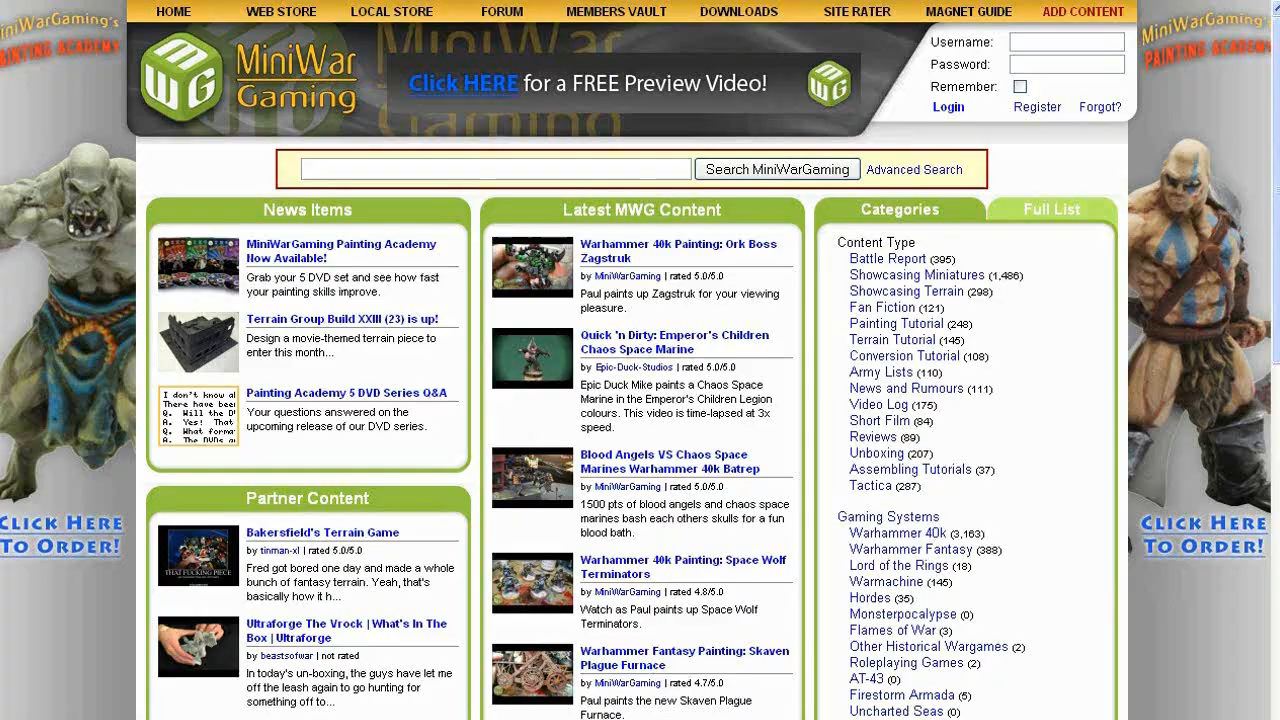 HOME WEB STORE LOCAL STORE FORUM MEMBERS VAULT DOWNLOADS SITE RATER MAGNET GUIDE ADD CONTENT
MiniWarGaming's
PAINTING ACADEMY
MWG
MiniWar
Gaming
Click HERE for a FREE Preview Video!
MWG
Username:
Password:
Remember:
Login Register Forgot?
MiniWarGaming's
PAINTING ACADEMY
Search MiniWarGaming Advanced Search
News Items
MiniWarGaming Painting Academy
Now Available!
Grab your 5 DVD set and see how fast
your painting skills improve.
Terrain Group Build XXIII (23) is up!
Design a movie-themed terrain piece to
enter this month...
Painting Academy 5 DVD Series Q&A
Your questions answered on the
upcoming release of our DVD series.
I don't know al
There have been
Q. Will the D
A. Yes! That
Q. What forma
A. The DVDs a
Partner Content
Bakersfield's Terrain Game
by tinman-xl | rated 5.0/5.0
Fred got bored one day and made a whole
bunch of fantasy terrain. Yeah, that's
basically how it h...
THAT FUCKING PIECE
Ultraforge The Vrock | What's In The
Box | Ultraforge
by beastsofwar | not rated
In today's un-boxing, the guys have let me
off the leash again to go hunting for
something off to...
Latest MWG Content
Warhammer 40k Painting: Ork Boss
Zagstruk
by MiniWarGaming | rated 5.0/5.0
Paul paints up Zagstruk for your viewing
pleasure.
Quick 'n Dirty: Emperor's Children
Chaos Space Marine
by Epic-Duck-Studios | rated 5.0/5.0
Epic Duck Mike paints a Chaos Space
Marine in the Emperor's Children Legion
colours. This video is time-lapsed at 3x
speed.
Blood Angels VS Chaos Space
Marines Warhammer 40k Batrep
by MiniWarGaming | rated 5.0/5.0
1500 pts of blood angels and chaos space
marines bash each others skulls for a fun
blood bath.
Warhammer 40k Painting: Space Wolf
Terminators
by MiniWarGaming | rated 4.8/5.0
Watch as Paul paints up Space Wolf
Terminators.
Warhammer Fantasy Painting: Skaven
Plague Furnace
by MiniWarGaming | rated 4.7/5.0
Paul paints the new Skaven Plague
Furnace.
Categories Full List
Content Type
Battle Report (395)
Showcasing Miniatures (1,486)
Showcasing Terrain (298)
Fan Fiction (121)
Painting Tutorial (248)
Terrain Tutorial (145)
Conversion Tutorial (108)
Army Lists (110)
News and Rumours (111)
Video Log (175)
Short Film (84)
Reviews (89)
Unboxing (207)
Assembling Tutorials (37)
Tactica (287)
Gaming Systems
Warhammer 40k (3,163)
Warhammer Fantasy (388)
Lord of the Rings (18)
Warmachine (145)
Hordes (35)
Monsterpocalypse (0)
Flames of War (3)
Other Historical Wargames (2)
Roleplaying Games (2)
AT-43 (0)
Firestorm Armada (5)
Uncharted Seas (0)
CLICK HERE
TO ORDER!
CLICK HERE
TO ORDER!